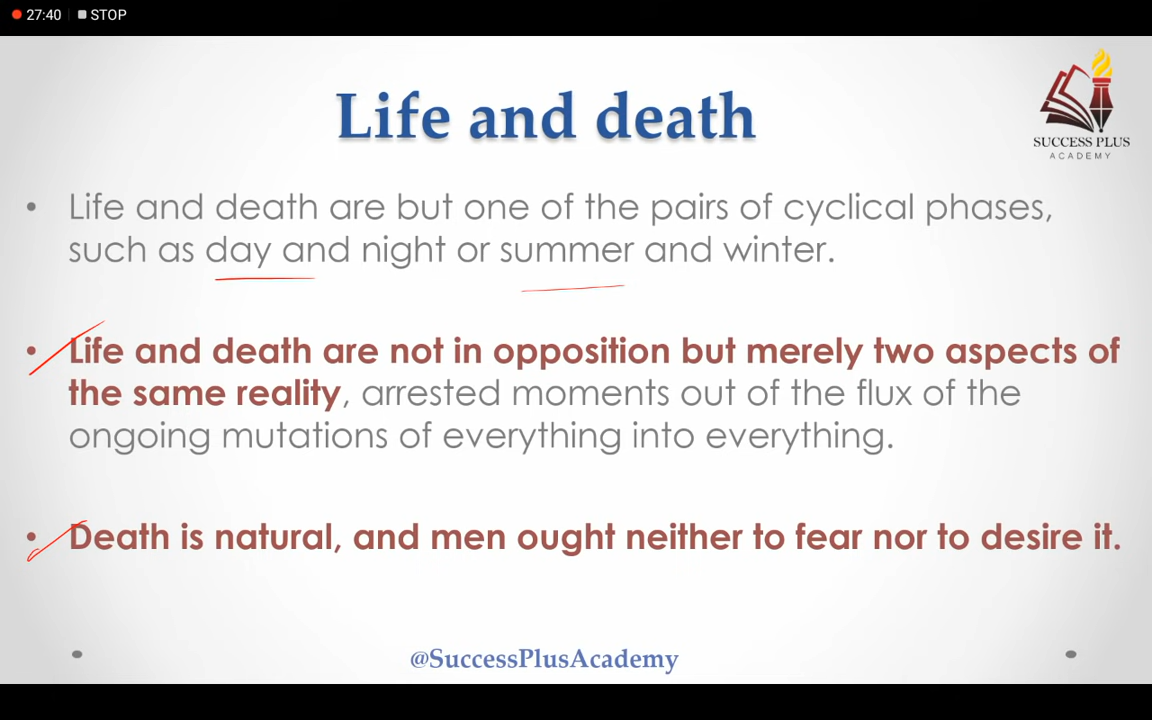 27:40 STOP
Life and death
SUCCESS PLUS
ACADEMY
• Life and death are but one of the pairs of cyclical phases,
such as day and night or summer and winter.
• Life and death are not in opposition but merely two aspects of
the same reality, arrested moments out of the flux of the
ongoing mutations of everything into everything.
• Death is natural, and men ought neither to fear nor to desire it.
@SuccessPlusAcademy